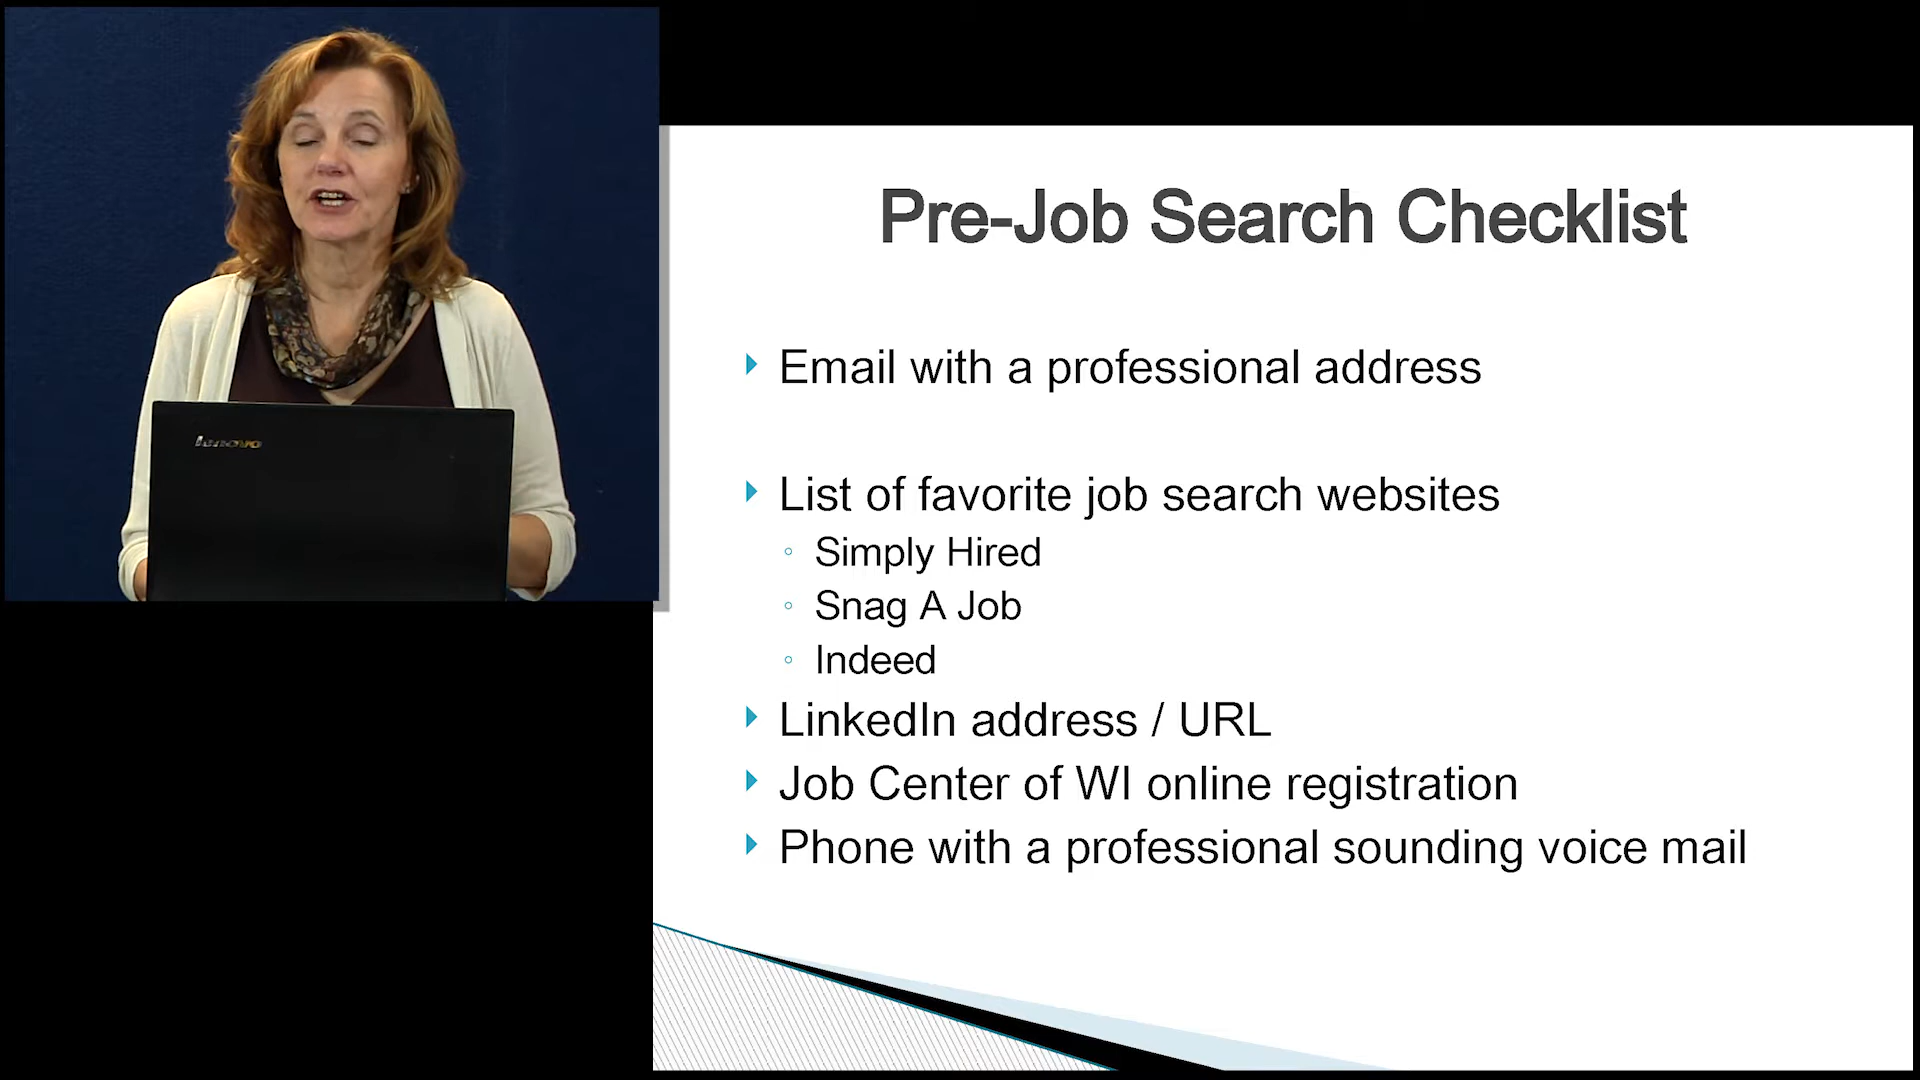 lenovo
Pre-Job Search Checklist
Email with a professional address
List of favorite job search websites
Simply Hired
Snag A Job
Indeed
LinkedIn address / URL
Job Center of WI online registration
Phone with a professional sounding voice mail